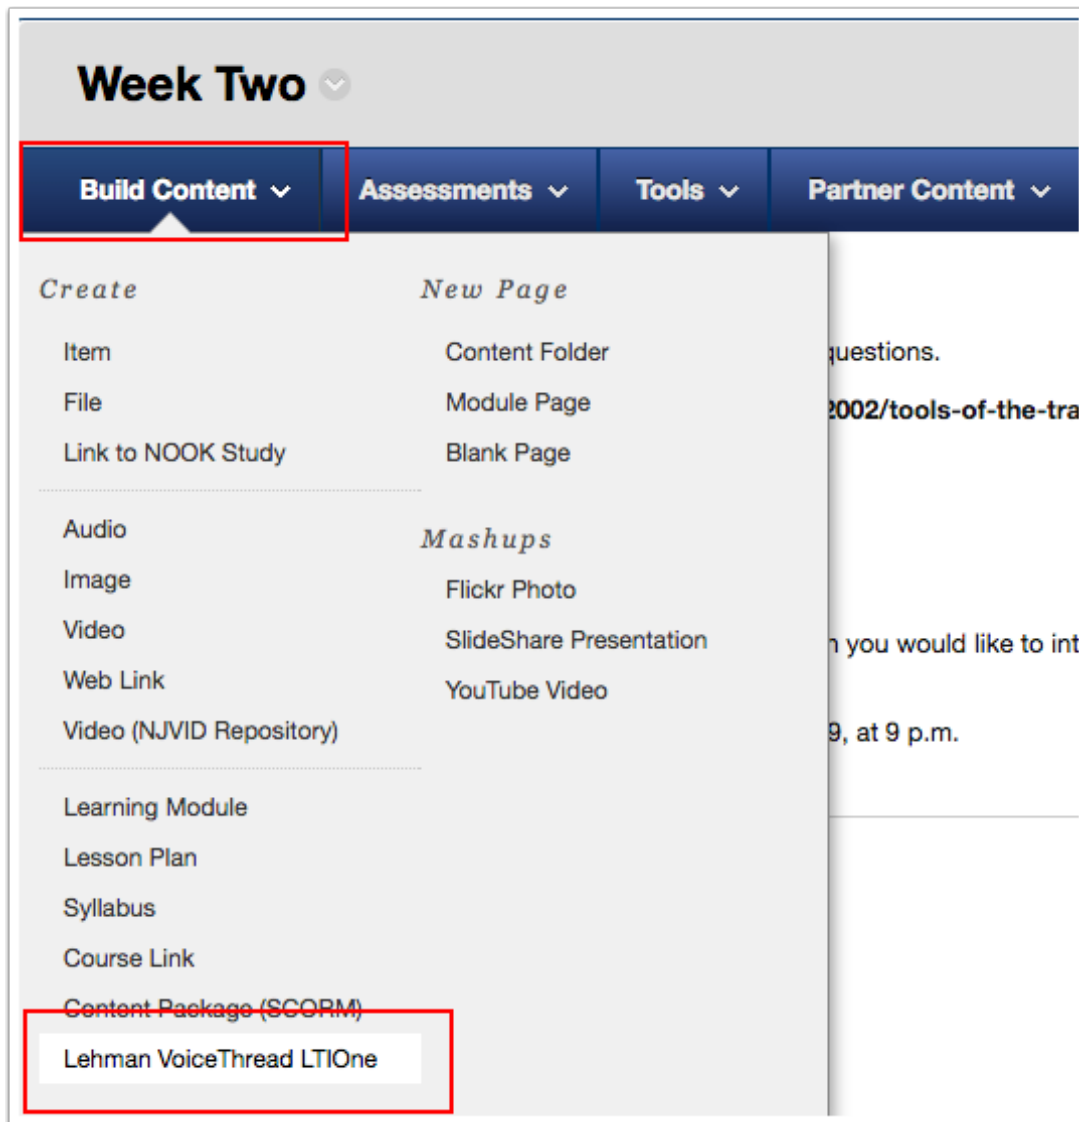 Week Two
Build Content
Assessments
Tools
Partner Content
Create
Item
File
Link to NOOK Study
Audio
Image
Video
Web Link
Video (NJVID Repository)
Learning Module
Lesson Plan
Syllabus
Course Link
Content Package (SCORM)
Lehman VoiceThread LTIOne
New Page
Content Folder
Module Page
Blank Page
Mashups
Flickr Photo
SlideShare Presentation
YouTube Video
questions.
2002/tools-of-the-tra
n you would like to int
9, at 9 p.m.